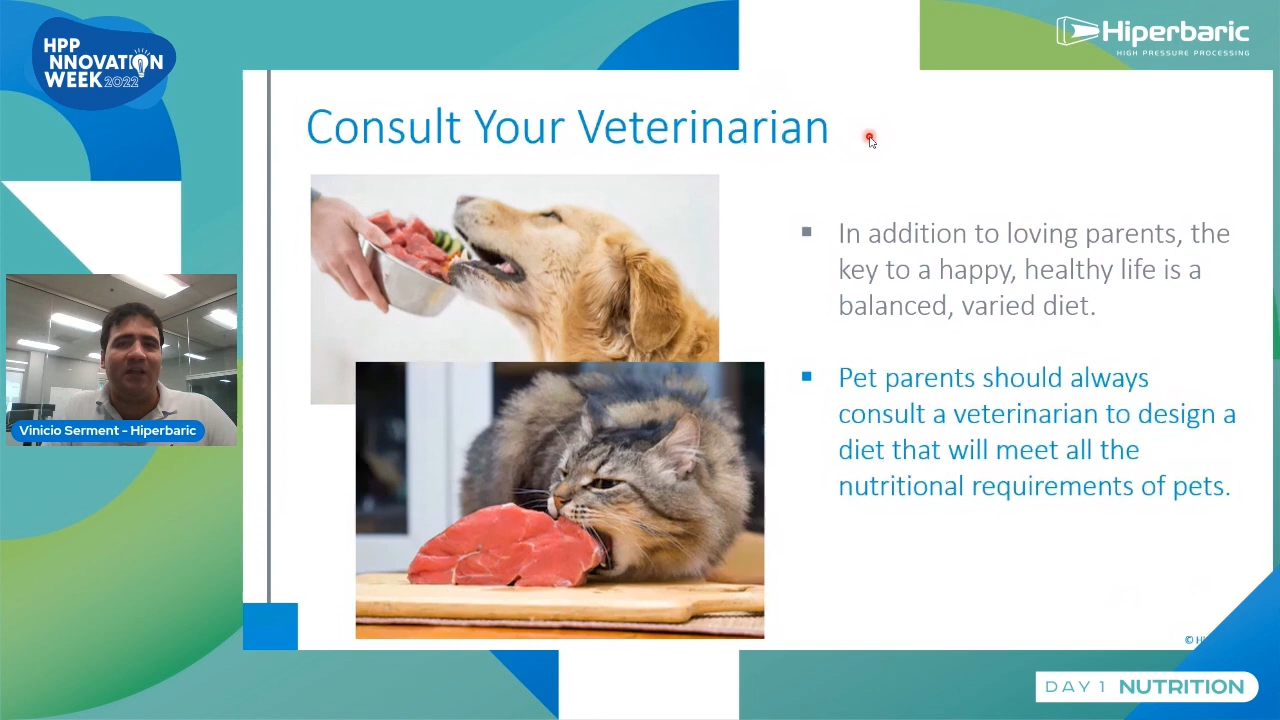 HPP
NNOVATION
WEEK 2022
Hiperbaric
HIGH PRESSURE PROCESSING
Consult Your Veterinarian
▪ In addition to loving parents, the
key to a happy, healthy life is a
balanced, varied diet.
▪ Pet parents should always
consult a veterinarian to design a
diet that will meet all the
nutritional requirements of pets.
Vinicio Serment - Hiperbaric
©
DAY 1 NUTRITION